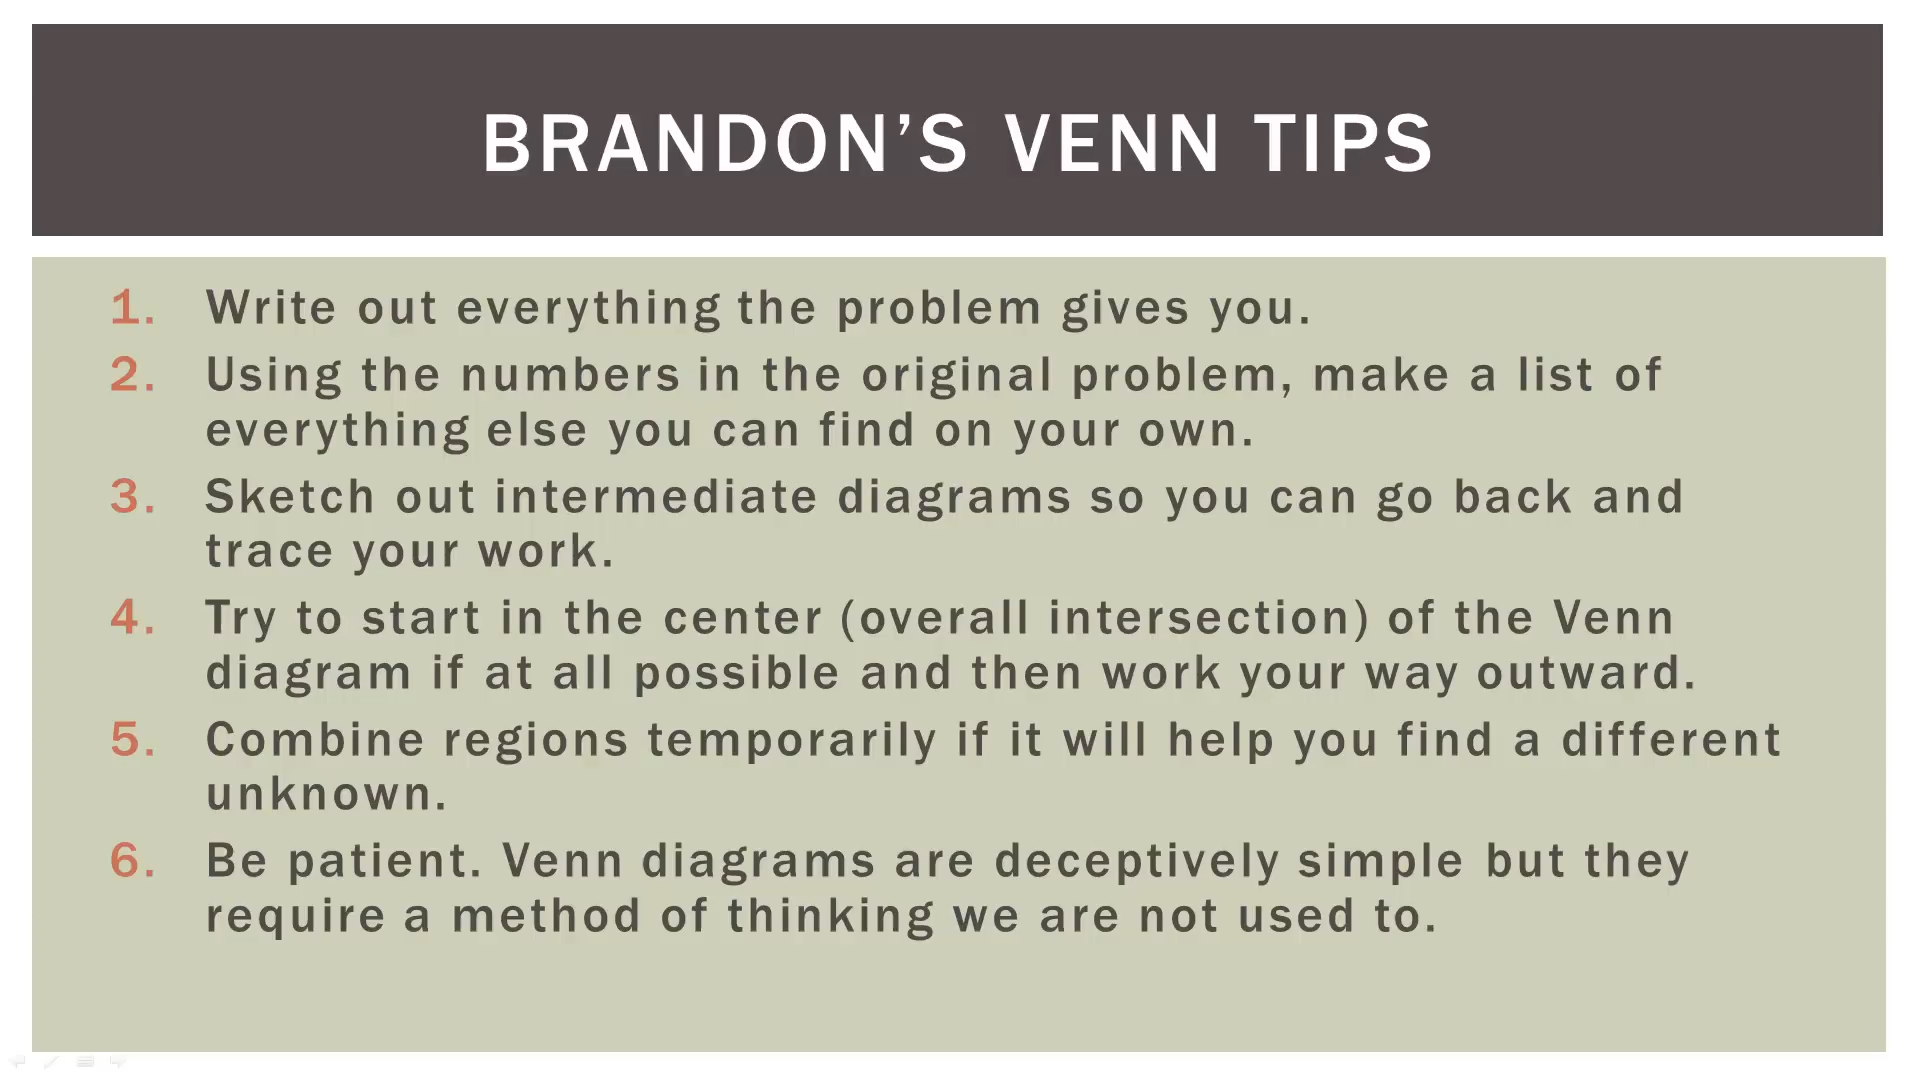 BRANDON’S VENN TIPS
1. Write out everything the problem gives you.
2. Using the numbers in the original problem, make a list of
everything else you can find on your own.
3. Sketch out intermediate diagrams so you can go back and
trace your work.
4. Try to start in the center (overall intersection) of the Venn
diagram if at all possible and then work your way outward.
5. Combine regions temporarily if it will help you find a different
unknown.
6. Be patient. Venn diagrams are deceptively simple but they
require a method of thinking we are not used to.